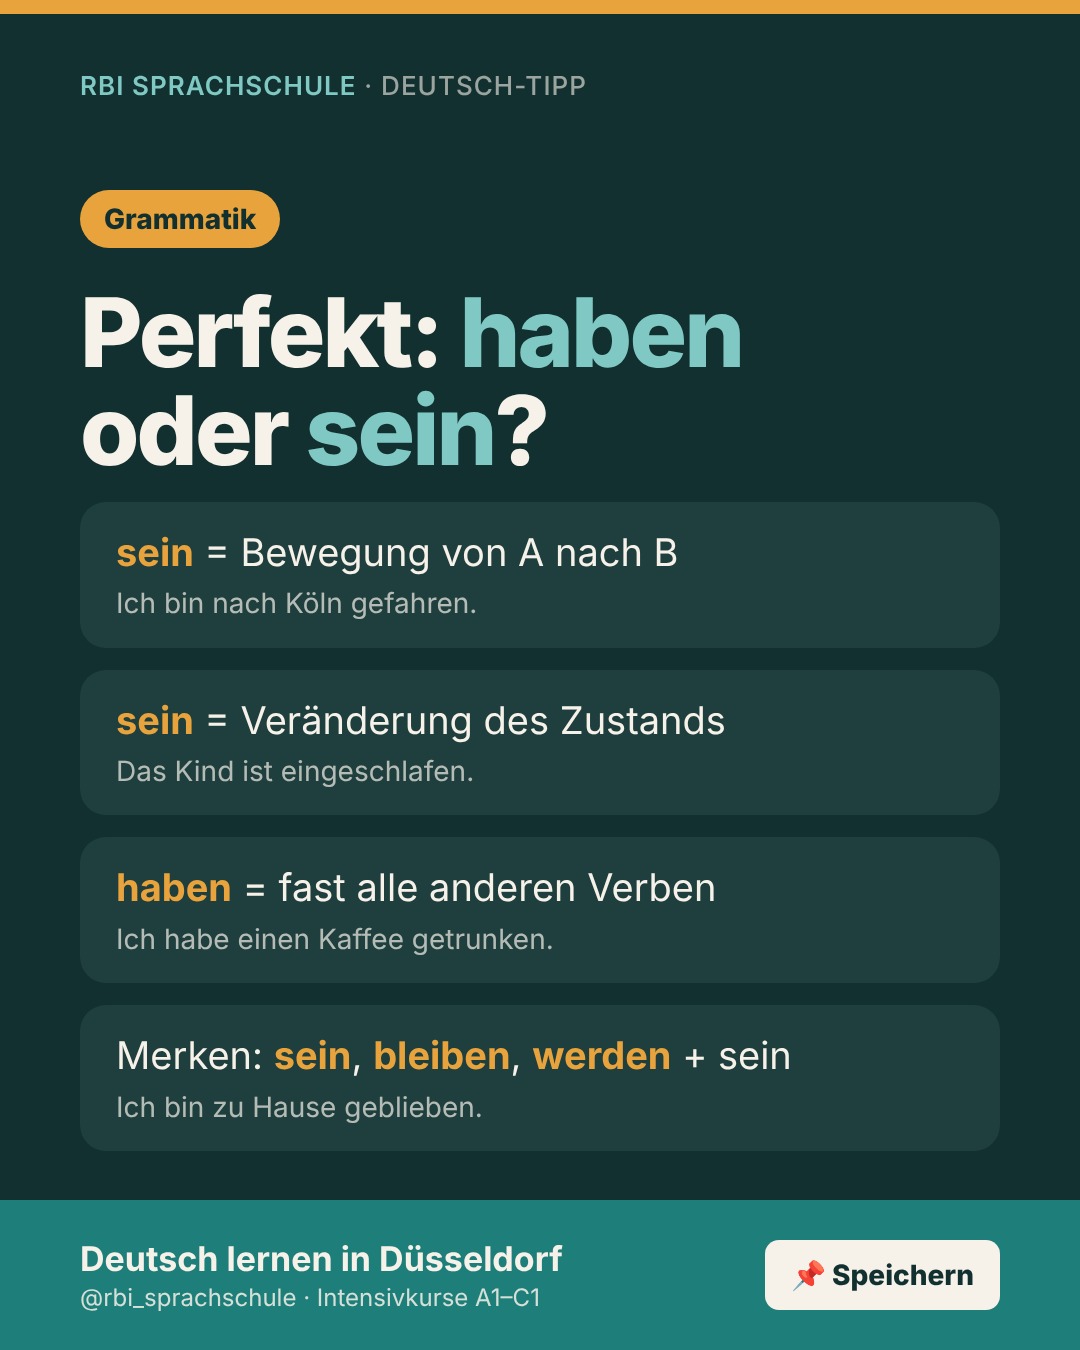 RBI SPRACHSCHULE · DEUTSCH-TIPP
Grammatik
Perfekt: haben
oder sein?
sein = Bewegung von A nach B
Ich bin nach Köln gefahren.
sein = Veränderung des Zustands
Das Kind ist eingeschlafen.
haben = fast alle anderen Verben
Ich habe einen Kaffee getrunken.
Merken: sein, bleiben, werden + sein
Ich bin zu Hause geblieben.
Deutsch lernen in Düsseldorf
@rbi_sprachschule · Intensivkurse A1–C1
📌 Speichern